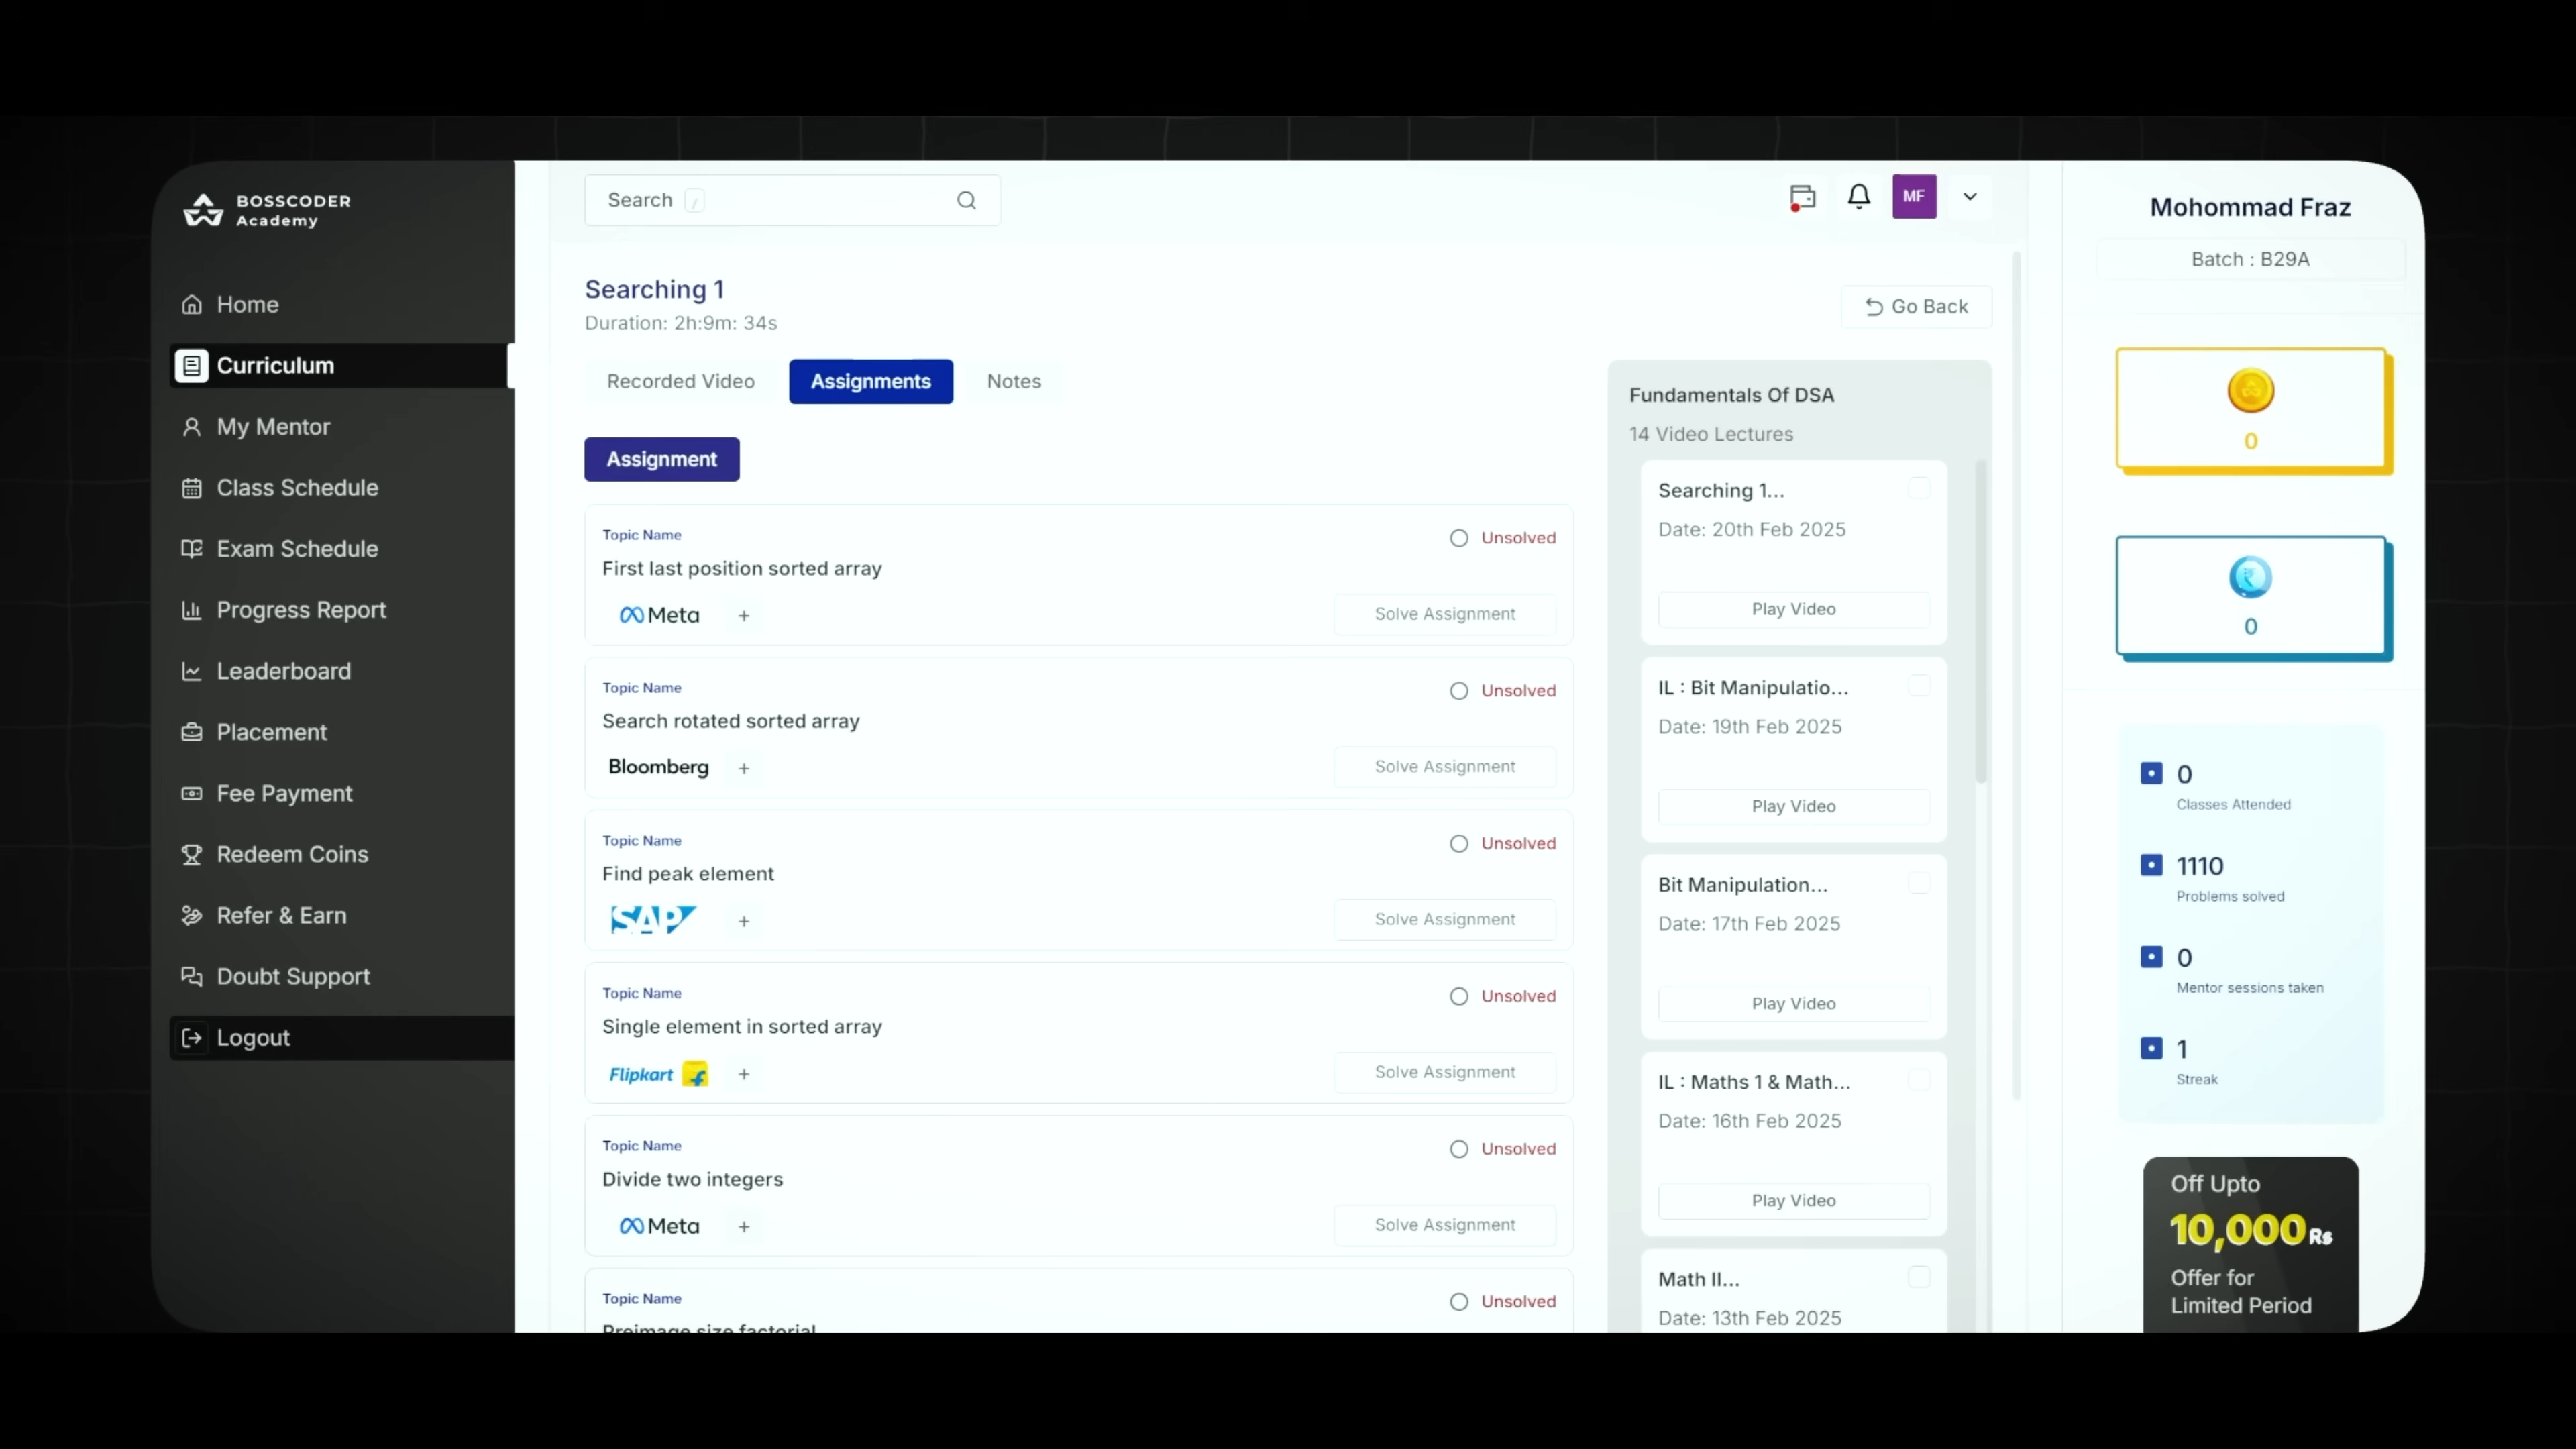 BOSSCODER
Academy
Home
Curriculum
My Mentor
Class Schedule
Exam Schedule
Progress Report
Leaderboard
Placement
Fee Payment
Redeem Coins
Refer & Earn
Doubt Support
Logout
Search /
MF
Searching 1
Duration: 2h:9m: 34s
Go Back
Recorded Video
Assignments
Notes
Assignment
Topic Name
Unsolved
First last position sorted array
Meta +
Solve Assignment
Topic Name
Unsolved
Search rotated sorted array
Bloomberg +
Solve Assignment
Topic Name
Unsolved
Find peak element
SAP +
Solve Assignment
Topic Name
Unsolved
Single element in sorted array
Flipkart +
Solve Assignment
Topic Name
Unsolved
Divide two integers
Meta +
Solve Assignment
Topic Name
Unsolved
Preimage size factorial
Fundamentals Of DSA
14 Video Lectures
Searching 1...
Date: 20th Feb 2025
Play Video
IL : Bit Manipulatio...
Date: 19th Feb 2025
Play Video
Bit Manipulation...
Date: 17th Feb 2025
Play Video
IL : Maths 1 & Math...
Date: 16th Feb 2025
Play Video
Math II...
Date: 13th Feb 2025
Mohommad Fraz
Batch : B29A
0
₹
0
0
Classes Attended
1110
Problems solved
0
Mentor sessions taken
1
Streak
Off Upto
10,000 Rs
Offer for
Limited Period